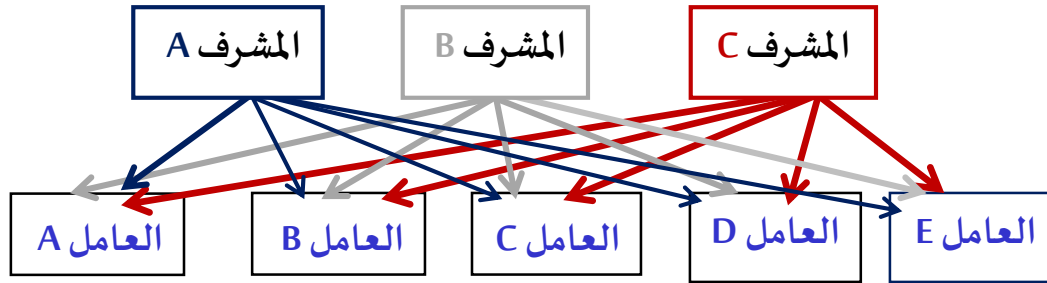 المشرف A
المشرف B
المشرف C
العامل A
العامل B
العامل C
العامل D
العامل E